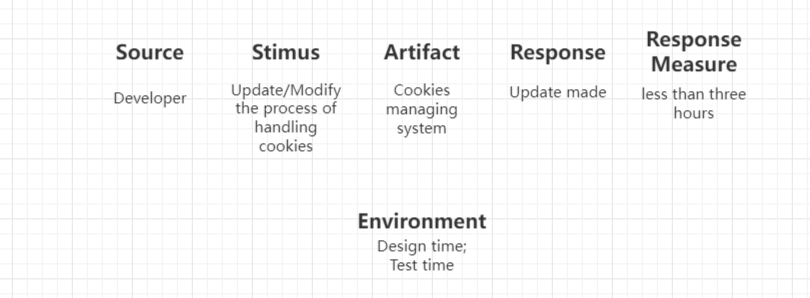 Source
Developer
Stimus
Update/Modify
the process of
handling
cookies
Artifact
Cookies
managing
system
Response
Update made
Response
Measure
less than three
hours
Environment
Design time;
Test time